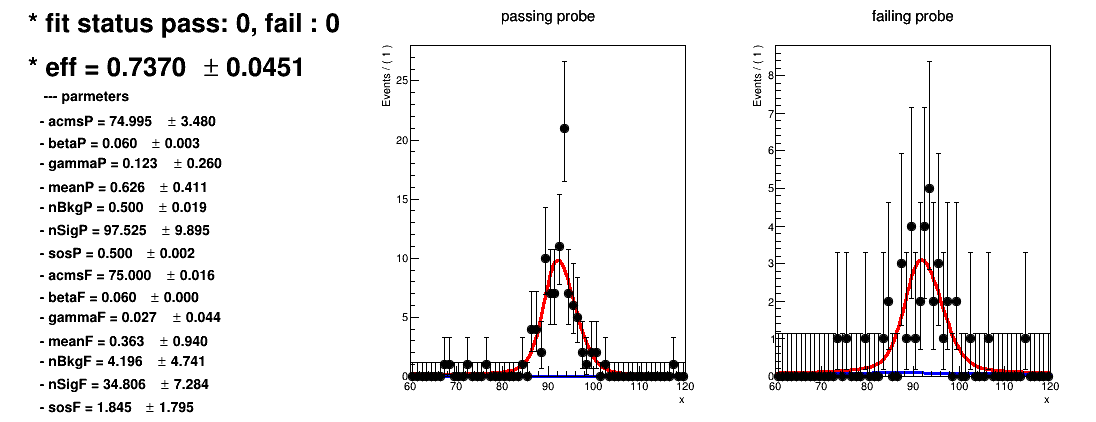 * fit status pass: 0, fail : 0
* eff = 0.7370 ± 0.0451
--- parmeters
- acmsP = 74.995 ± 3.480
- betaP = 0.060 ± 0.003
- gammaP = 0.123 ± 0.260
- meanP = 0.626 ± 0.411
- nBkgP = 0.500 ± 0.019
- nSigP = 97.525 ± 9.895
- sosP = 0.500 ± 0.002
- acmsF = 75.000 ± 0.016
- betaF = 0.060 ± 0.000
- gammaF = 0.027 ± 0.044
- meanF = 0.363 ± 0.940
- nBkgF = 4.196 ± 4.741
- nSigF = 34.806 ± 7.284
- sosF = 1.845 ± 1.795
passing probe
Events / ( 1 )
25
20
15
10
5
0
60 70 80 90 100 110 120
x
failing probe
Events / ( 1 )
8
7
6
5
4
3
2
1
0
60 70 80 90 100 110 120
x